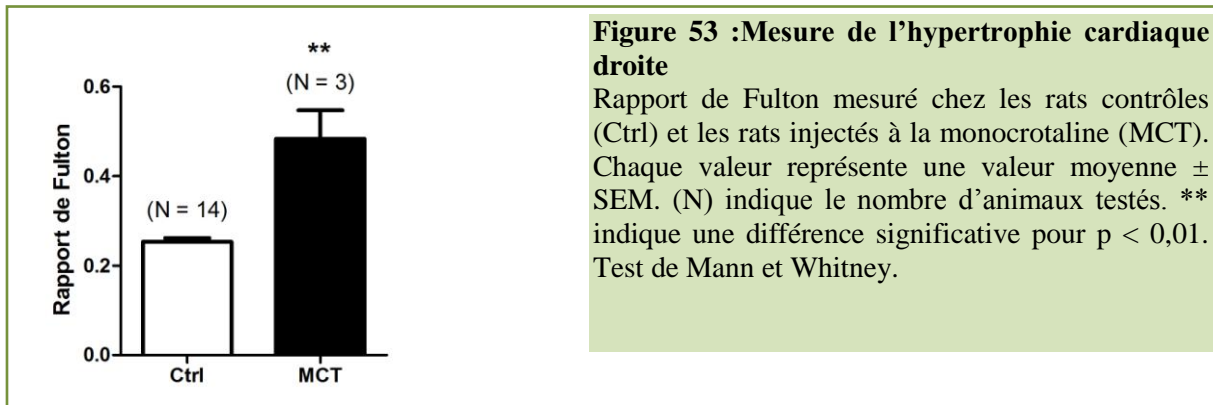 **
(N = 3)
0.6
0.4
0.2
0.0
(N = 14)
Rapport de Fulton
Ctrl
MCT
Figure 53 :Mesure de l’hypertrophie cardiaque
droite
Rapport de Fulton mesuré chez les rats contrôles
(Ctrl) et les rats injectés à la monocrotaline (MCT).
Chaque valeur représente une valeur moyenne ±
SEM. (N) indique le nombre d’animaux testés. **
indique une différence significative pour p < 0,01.
Test de Mann et Whitney.